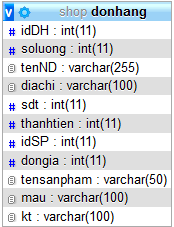 v shop donhang
idDH : int(11)
soluong : int(11)
tenND : varchar(255)
diachi : varchar(100)
sdt : int(11)
thanhtien : int(11)
idSP : int(11)
dongia : int(11)
tensanpham : varchar(50)
mau : varchar(100)
kt : varchar(100)